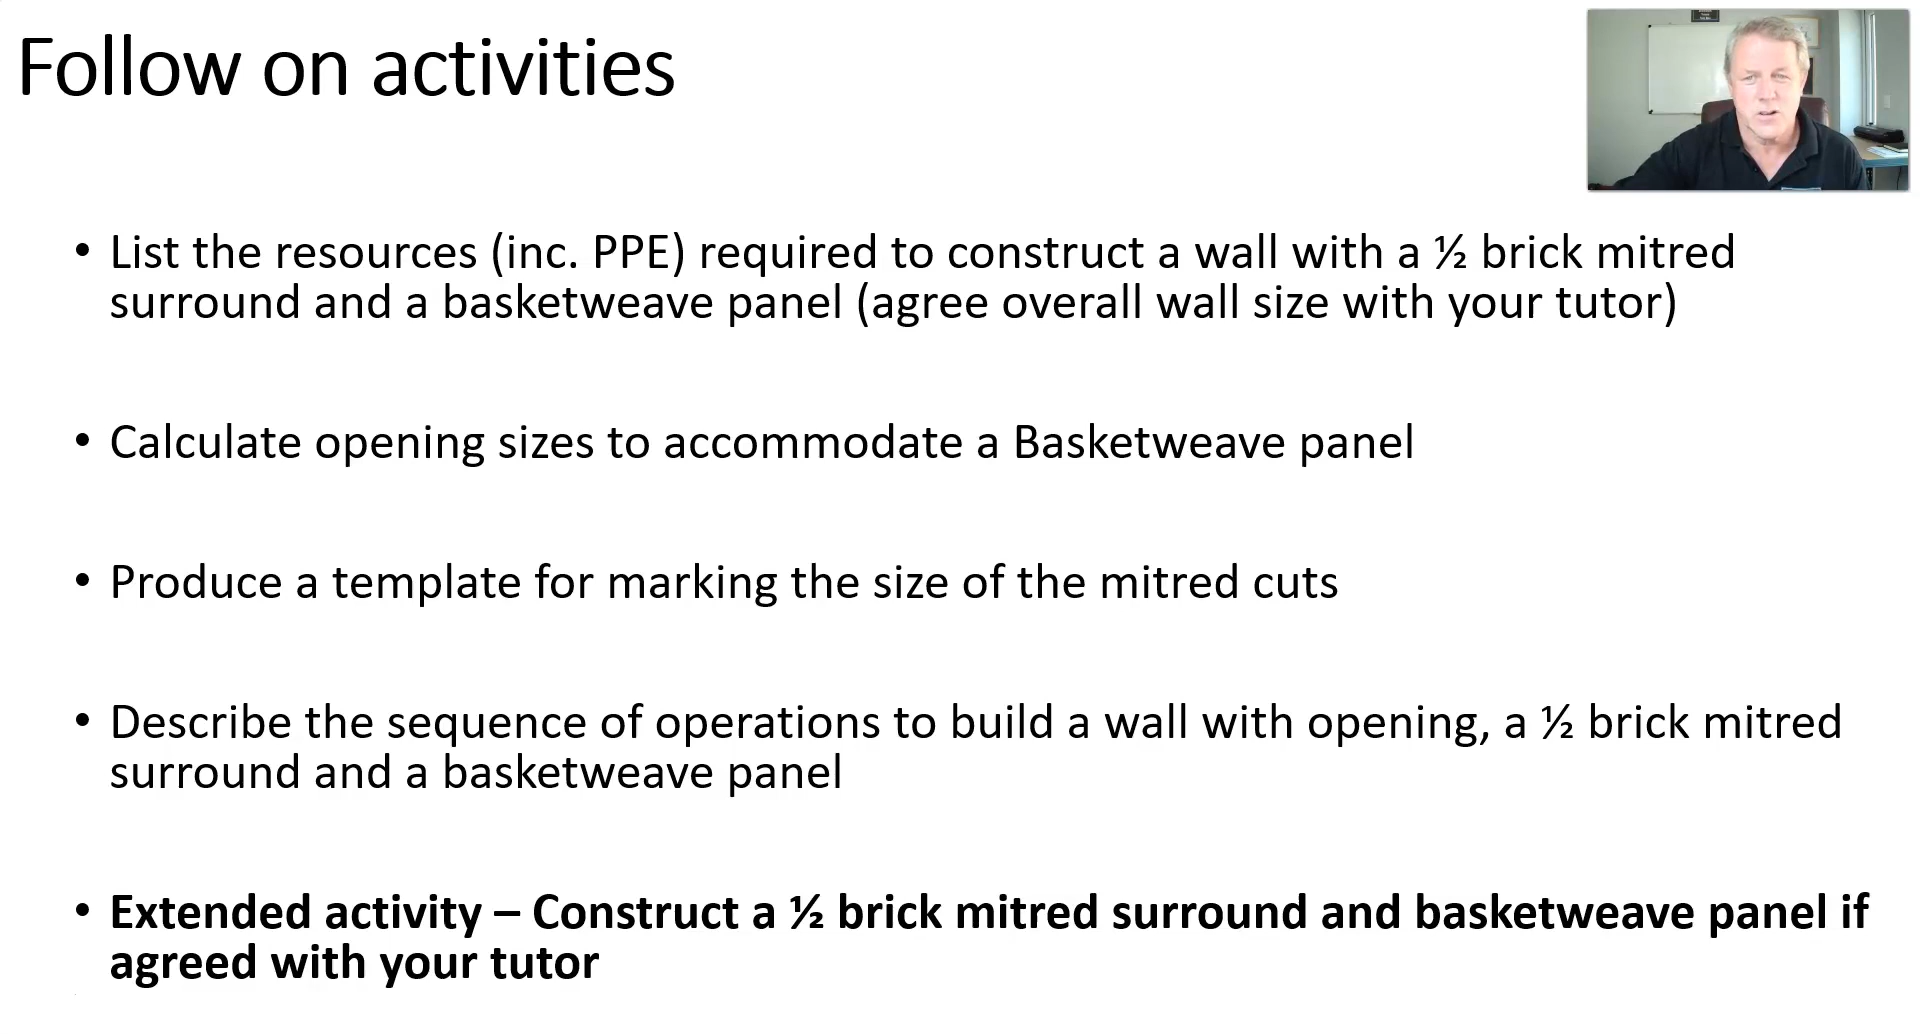 Follow on activities
• List the resources (inc. PPE) required to construct a wall with a ½ brick mitred
surround and a basketweave panel (agree overall wall size with your tutor)
• Calculate opening sizes to accommodate a Basketweave panel
• Produce a template for marking the size of the mitred cuts
• Describe the sequence of operations to build a wall with opening, a ½ brick mitred
surround and a basketweave panel
• Extended activity – Construct a ½ brick mitred surround and basketweave panel if
agreed with your tutor